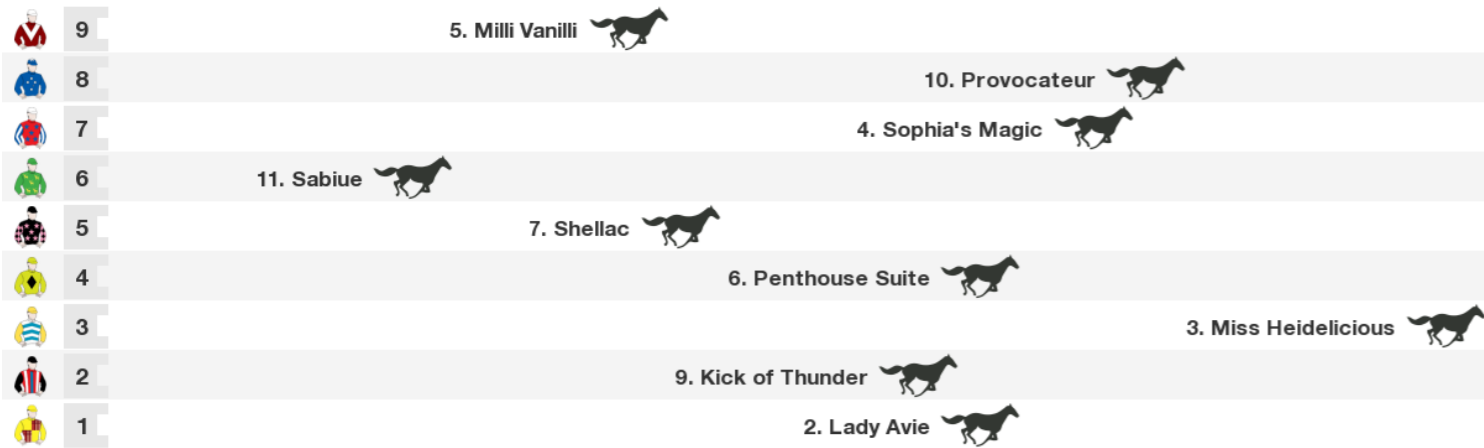 9 5. Milli Vanilli
8 10. Provocateur
7 4. Sophia's Magic
6 11. Sabiue
5 7. Shellac
4 6. Penthouse Suite
3 3. Miss Heidelicious
2 9. Kick of Thunder
1 2. Lady Avie